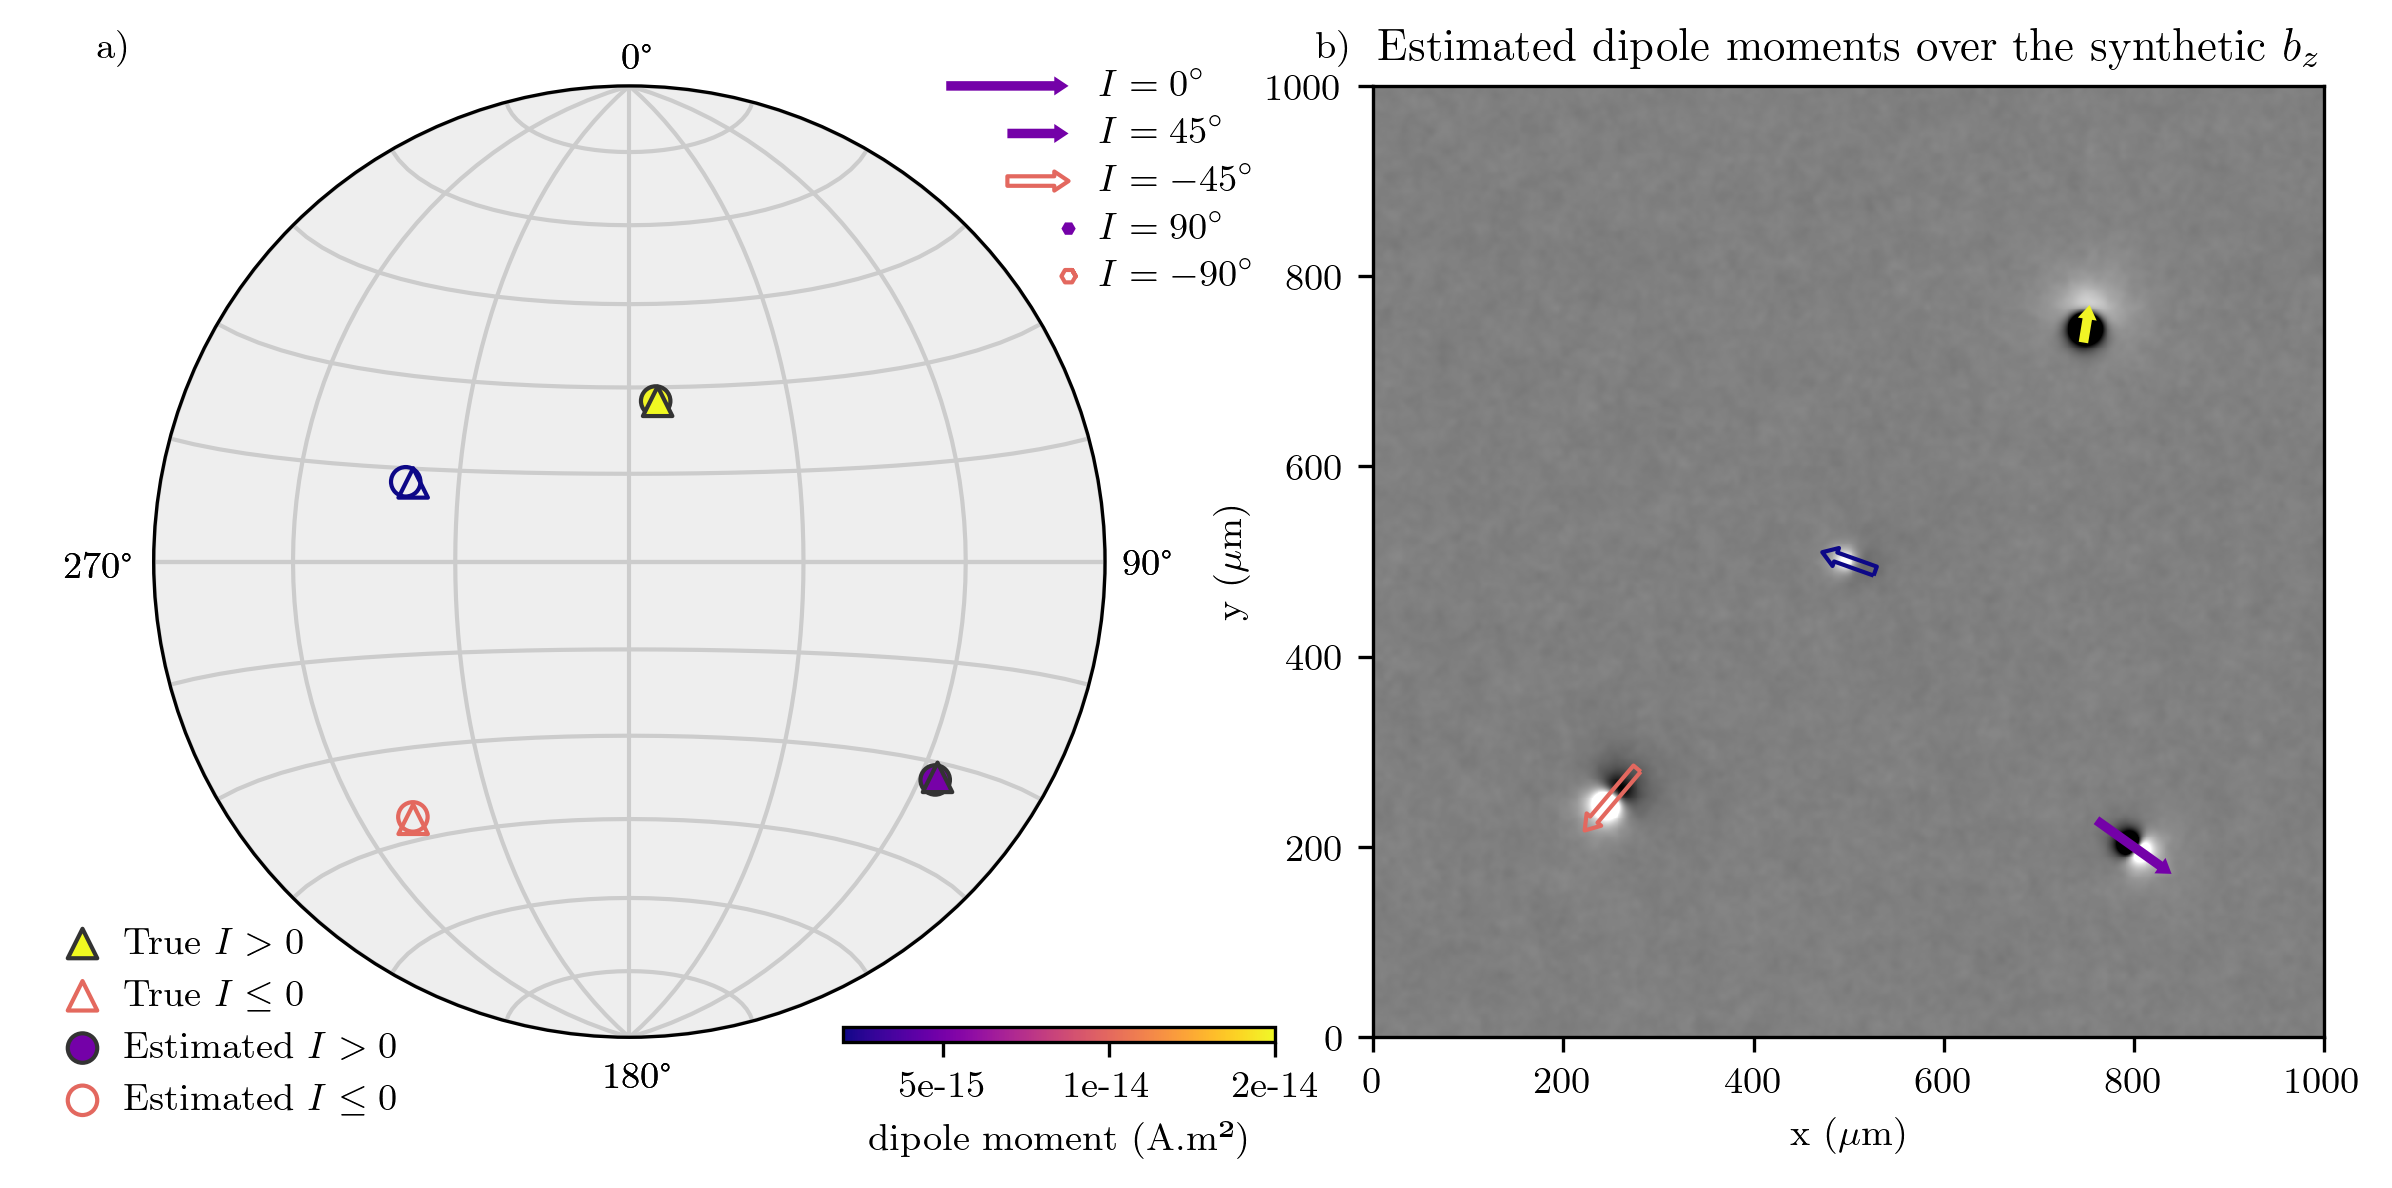 a)
0°
270°
90°
180°
I = 0°
I = 45°
I = −45°
I = 90°
I = −90°
True I > 0
True I ≤ 0
Estimated I > 0
Estimated I ≤ 0
5e-15 1e-14 2e-14
dipole moment (A.m²)
b) Estimated dipole moments over the synthetic b_z
1000
800
600
400
200
0
y (μm)
0 200 400 600 800 1000
x (μm)